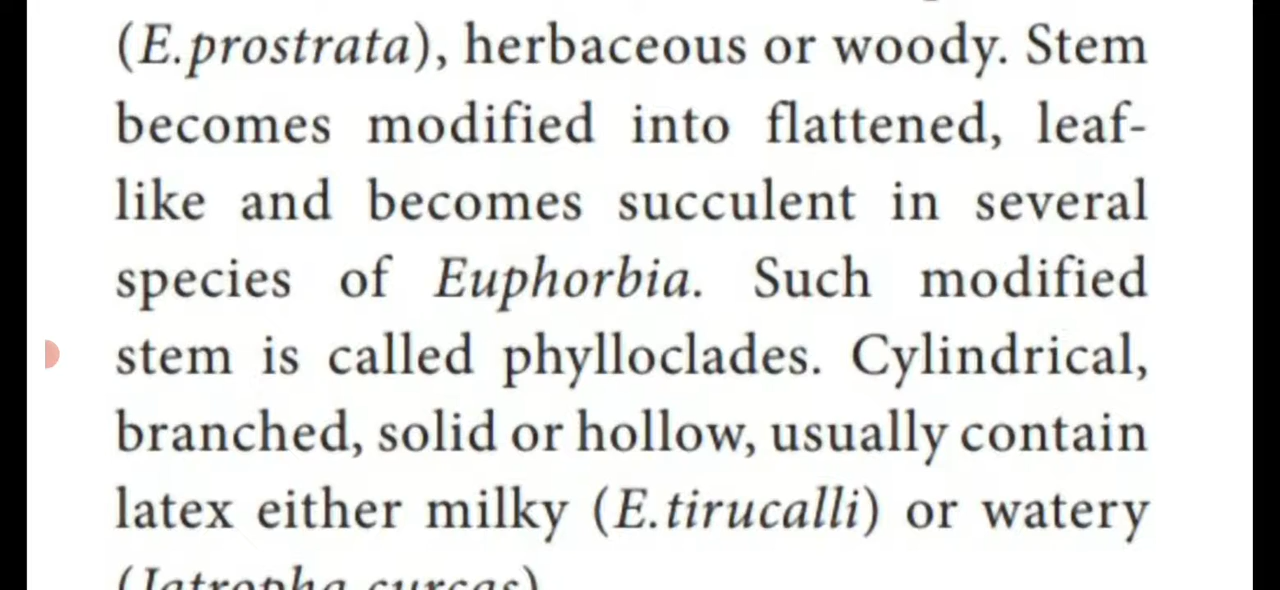 (E.prostrata), herbaceous or woody. Stem
becomes modified into flattened, leaf-
like and becomes succulent in several
species of Euphorbia. Such modified
stem is called phylloclades. Cylindrical,
branched, solid or hollow, usually contain
latex either milky (E.tirucalli) or watery
(Jatropha curcas)